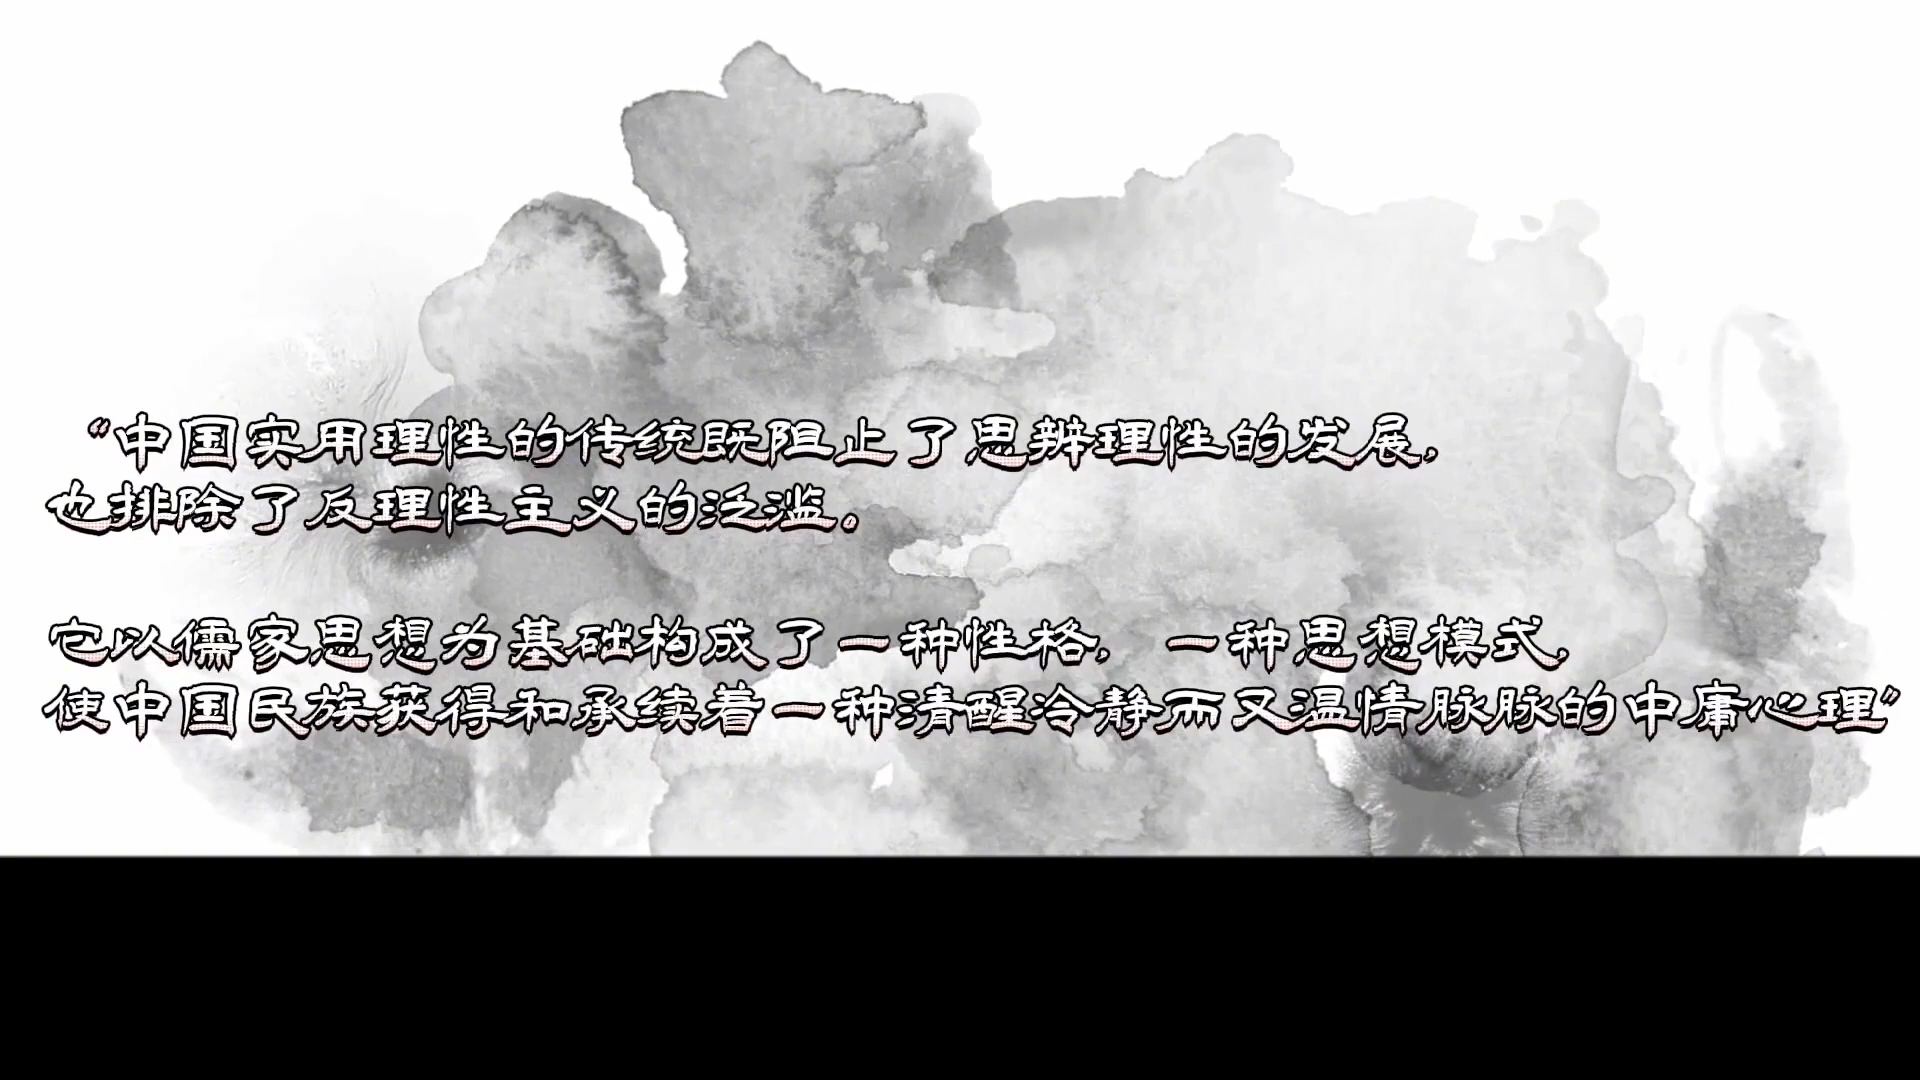 “中国实用理性的传统既阻止了思辨理性的发展，
也排除了反理性主义的泛滥。
它以儒家思想为基础构成了一种性格，一种思想模式，
使中国民族获得和承续着一种清醒冷静而又温情脉脉的中庸心理”